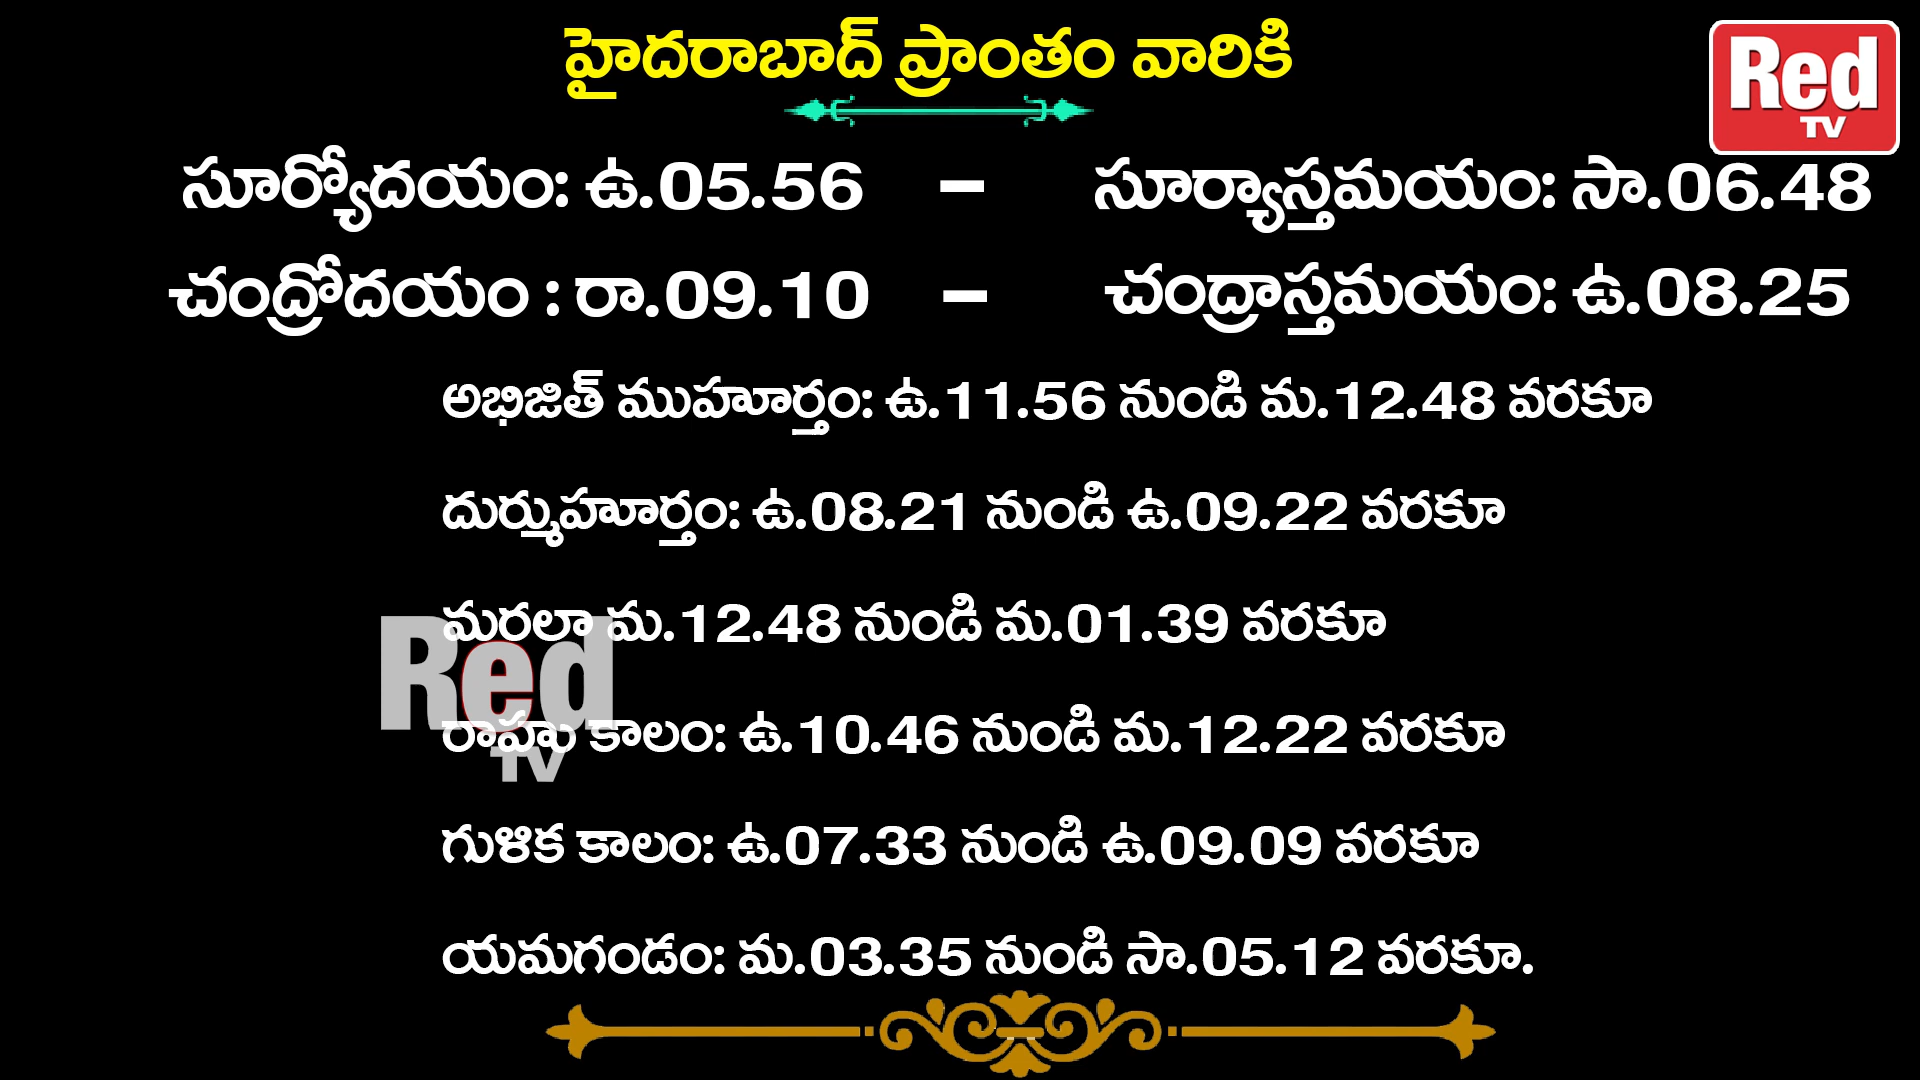 హైదరాబాద్ ప్రాంతం వారికి
Red
TV
సూర్యోదయం: ఉ.05.56 – సూర్యాస్తమయం: సా.06.48
చంద్రోదయం : రా.09.10 – చంద్రాస్తమయం: ఉ.08.25
అభిజిత్ ముహూర్తం: ఉ.11.56 నుండి మ.12.48 వరకూ
దుర్ముహూర్తం: ఉ.08.21 నుండి ఉ.09.22 వరకూ
మరలా మ.12.48 నుండి మ.01.39 వరకూ
Red
రాహు కాలం: ఉ.10.46 నుండి మ.12.22 వరకూ
TV
గుళిక కాలం: ఉ.07.33 నుండి ఉ.09.09 వరకూ
యమగండం: మ.03.35 నుండి సా.05.12 వరకూ.